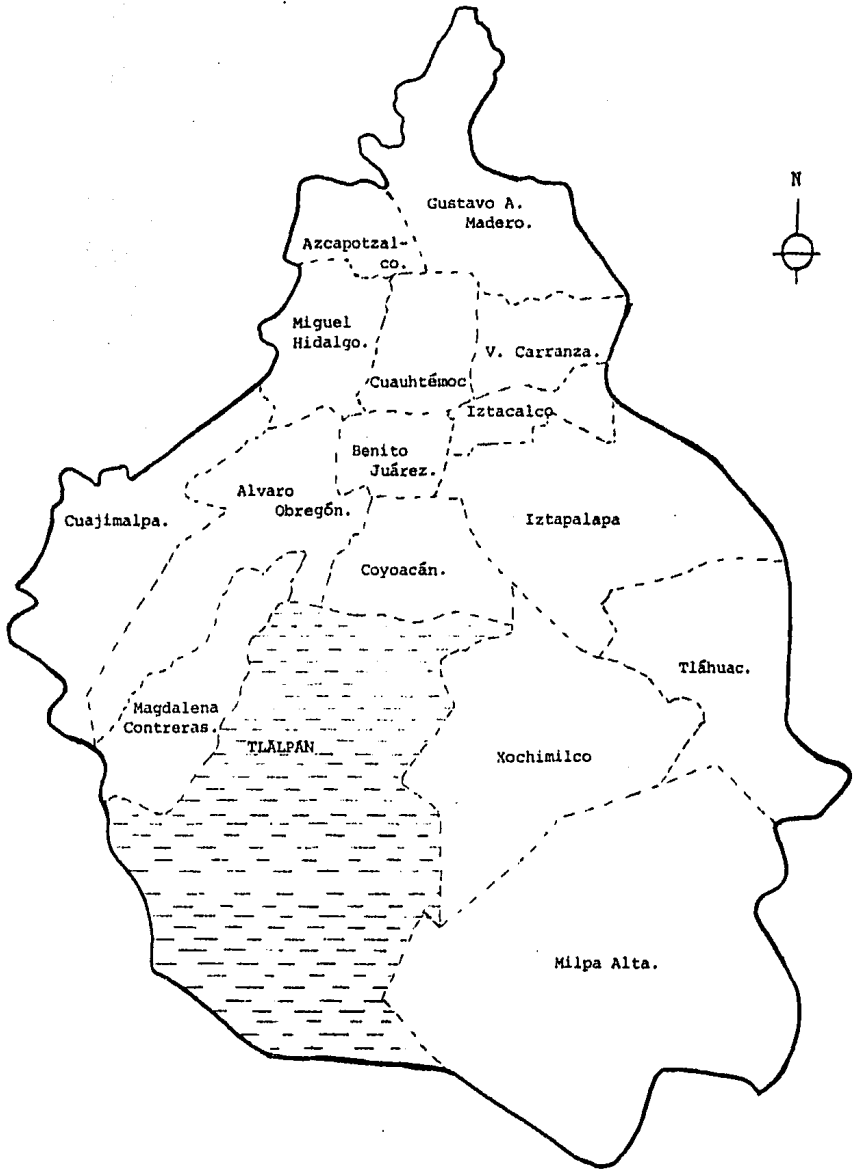 N
Gustavo A.
Madero.
Azcapotzal-
co.
Miguel
Hidalgo.
V. Carranza.
Cuauhtémoc
Iztacalco
Benito
Juárez.
Alvaro
Obregón.
Cuajimalpa.
Iztapalapa
Coyoacán.
Tláhuac.
Magdalena
Contreras.
TLALPAN
Xochimilco
Milpa Alta.